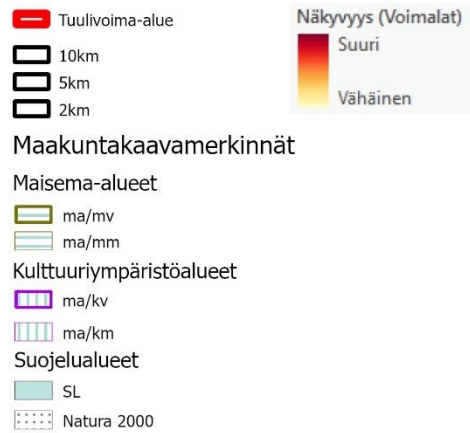 Tuulivoima-alue
10km
5km
2km
Näkyvyys (Voimalat)
Suuri
Vähäinen
Maakuntakaavamerkinnät
Maisema-alueet
ma/mv
ma/mm
Kulttuuriympäristöalueet
ma/kv
ma/km
Suojelualueet
SL
Natura 2000